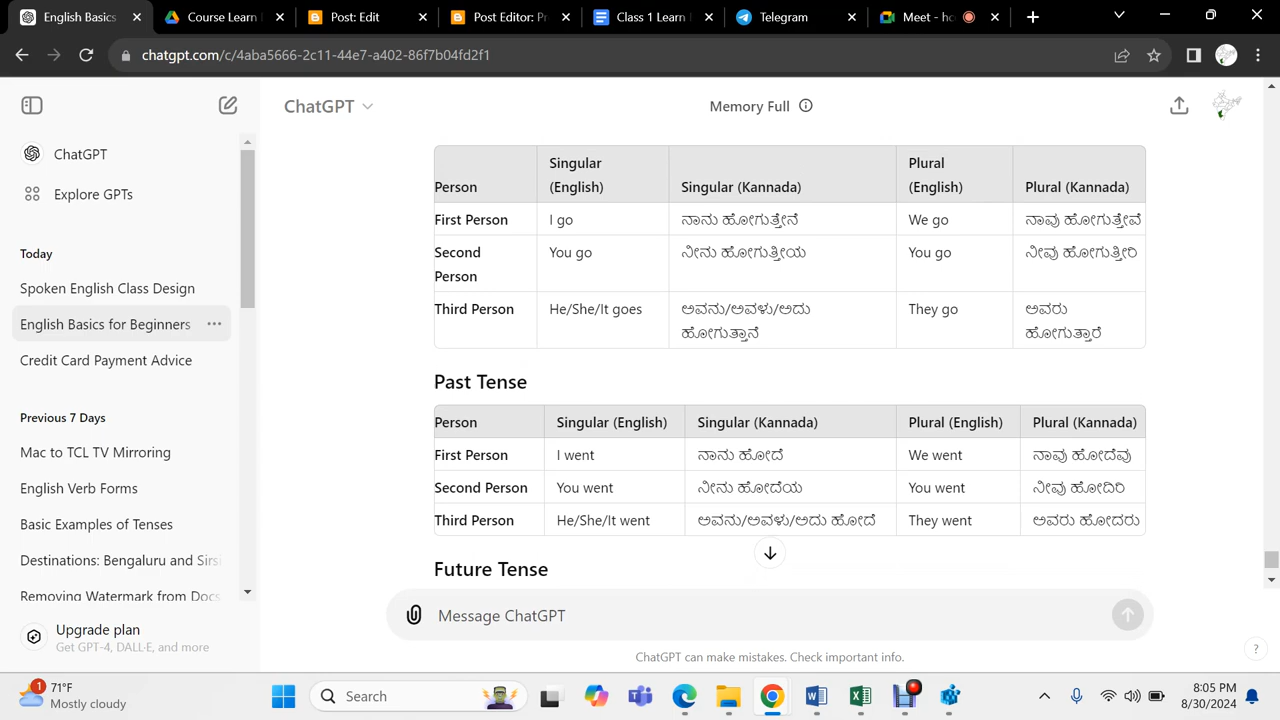 English Basics
Course Learn
Post: Edit
Post Editor: P
Class 1 Learn
Telegram
Meet - h
chatgpt.com/c/4aba5666-2c11-44e7-a402-86f7b04fd2f1
ChatGPT
Memory Full
ChatGPT
Explore GPTs
Today
Spoken English Class Design
English Basics for Beginners
Credit Card Payment Advice
Previous 7 Days
Mac to TCL TV Mirroring
English Verb Forms
Basic Examples of Tenses
Destinations: Bengaluru and Sirsi
Removing Watermark from Docs
Upgrade plan
Get GPT-4, DALL·E, and more
Person Singular (English) Singular (Kannada) Plural (English) Plural (Kannada)
First Person I go ನಾನು ಹೋಗುತ್ತೇನೆ We go ನಾವು ಹೋಗುತ್ತೇವೆ
Second Person You go ನೀನು ಹೋಗುತ್ತೀಯ You go ನೀವು ಹೋಗುತ್ತೀರಿ
Third Person He/She/It goes ಅವನು/ಅವಳು/ಅದು ಹೋಗುತ್ತಾನೆ They go ಅವರು ಹೋಗುತ್ತಾರೆ
Past Tense
Person Singular (English) Singular (Kannada) Plural (English) Plural (Kannada)
First Person I went ನಾನು ಹೋದೆ We went ನಾವು ಹೋದೆವು
Second Person You went ನೀನು ಹೋದೆಯ You went ನೀವು ಹೋದಿರಿ
Third Person He/She/It went ಅವನು/ಅವಳು/ಅದು ಹೋದೆ They went ಅವರು ಹೋದರು
Future Tense
Message ChatGPT
ChatGPT can make mistakes. Check important info.
?
1
71°F
Mostly cloudy
Search
8:05 PM
8/30/2024